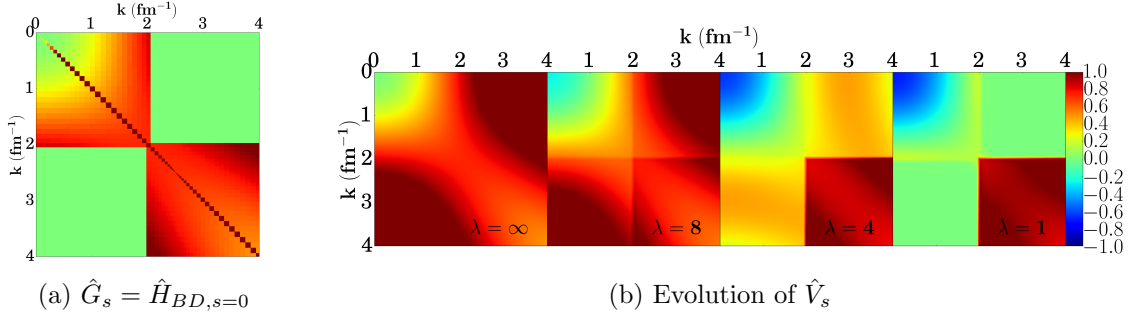 k (fm⁻¹)
0 1 2 3 4
k (fm⁻¹)
0
1
2
3
4
(a) Ĝ_s = Ĥ_{BD,s=0}
k (fm⁻¹)
0 1 2 3 4 1 2 3 4 1 2 3 4 1 2 3 4
k (fm⁻¹)
0
1
2
3
4
λ = ∞ λ = 8 λ = 4 λ = 1
1.0
0.8
0.6
0.4
0.2
0.0
−0.2
−0.4
−0.6
−0.8
−1.0
(b) Evolution of V̂_s